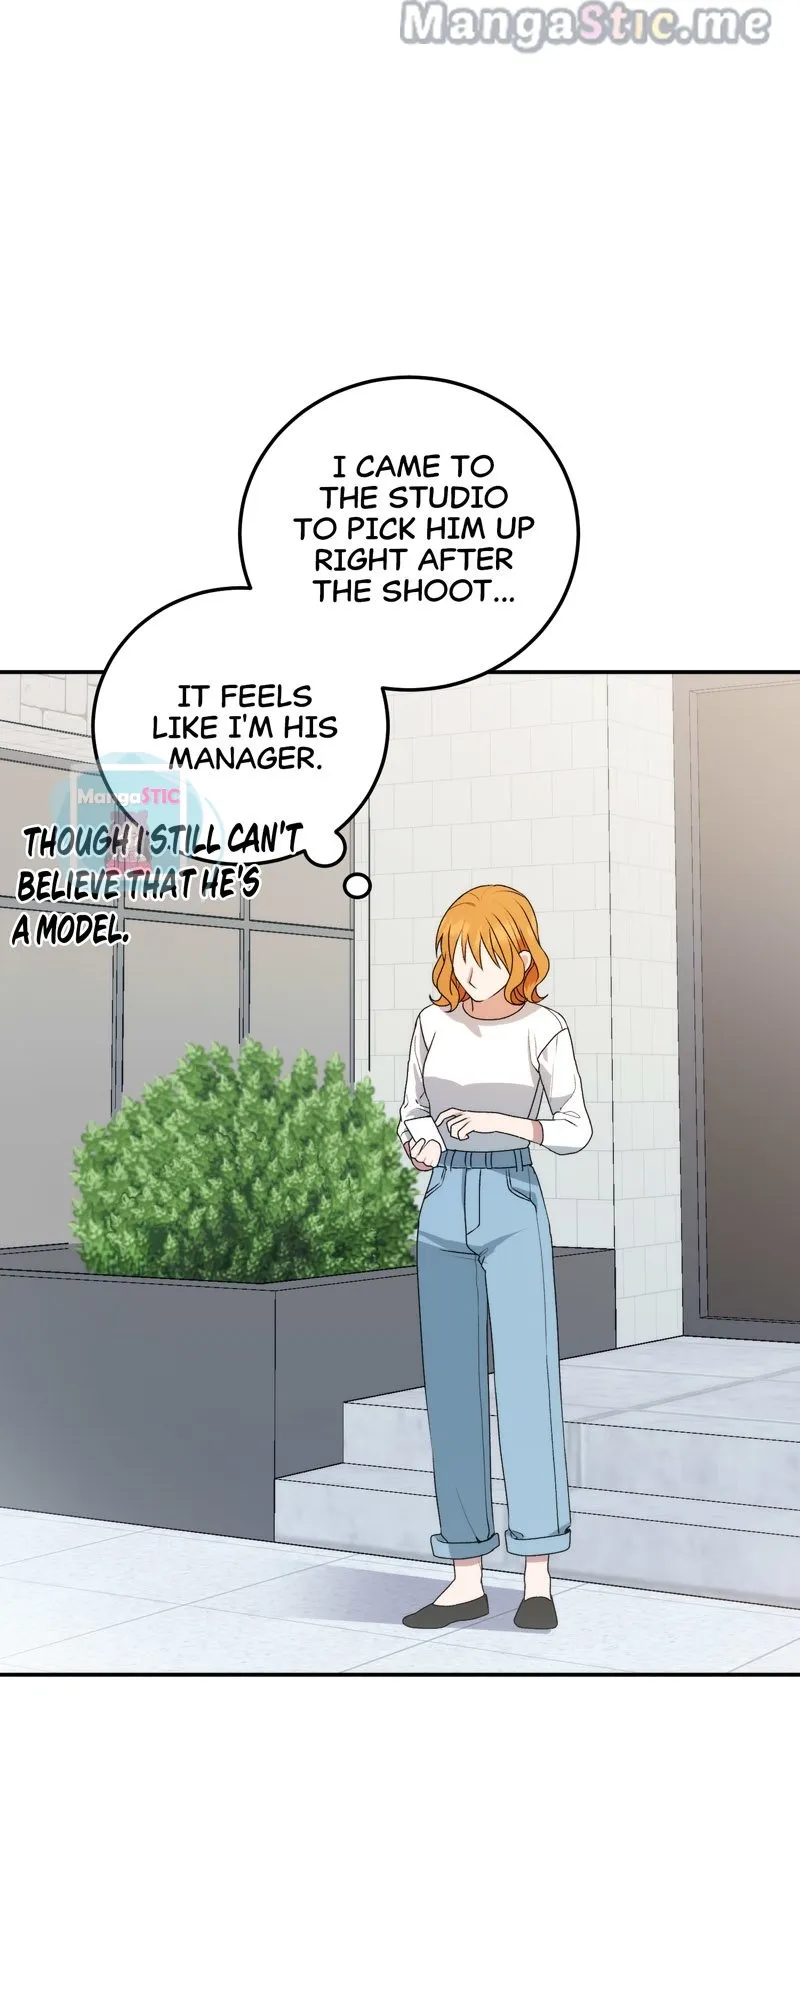 MangaStic.me
I CAME TO
THE STUDIO
TO PICK HIM UP
RIGHT AFTER
THE SHOOT...
IT FEELS
LIKE I'M HIS
MANAGER.
MangaSTIC
THOUGH I STILL CAN'T
BELIEVE THAT HE'S
A MODEL.